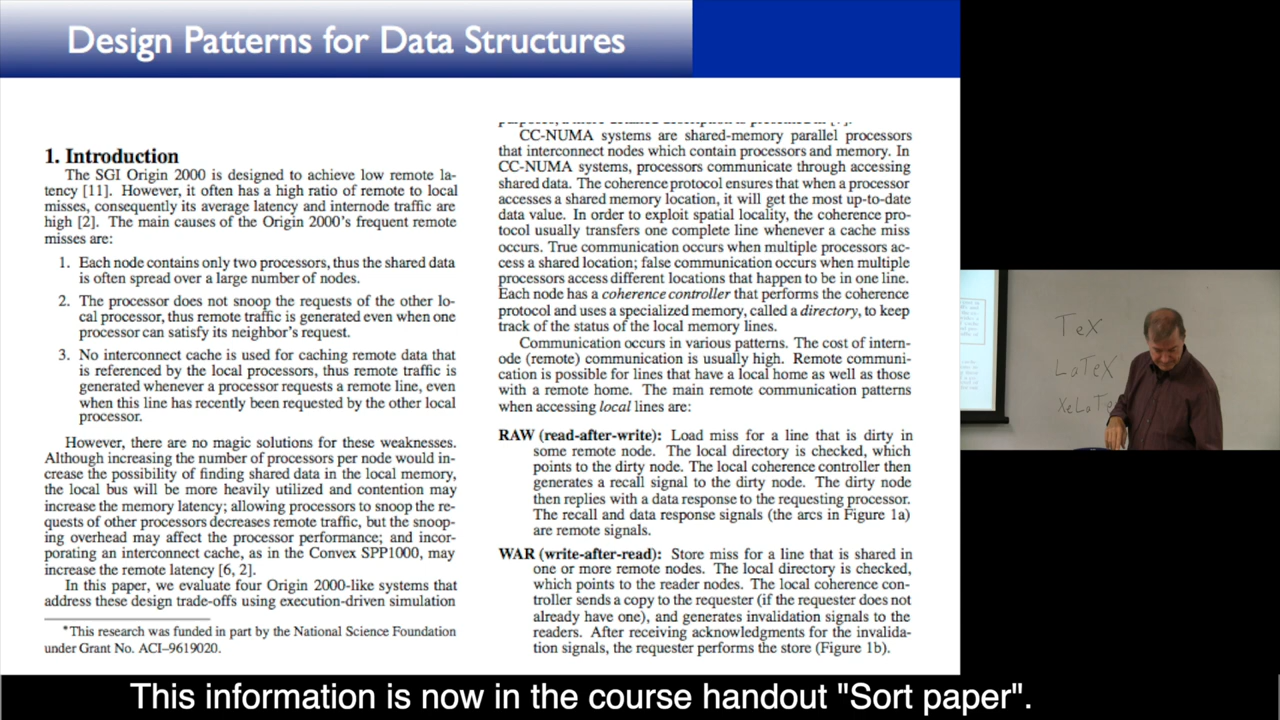 Design Patterns for Data Structures
1. Introduction
The SGI Origin 2000 is designed to achieve low remote la-
tency [11]. However, it often has a high ratio of remote to local
misses, consequently its average latency and internode traffic are
high [2]. The main causes of the Origin 2000's frequent remote
misses are:
1. Each node contains only two processors, thus the shared data
is often spread over a large number of nodes.
2. The processor does not snoop the requests of the other lo-
cal processor, thus remote traffic is generated even when one
processor can satisfy its neighbor's request.
3. No interconnect cache is used for caching remote data that
is referenced by the local processors, thus remote traffic is
generated whenever a processor requests a remote line, even
when this line has recently been requested by the other local
processor.
However, there are no magic solutions for these weaknesses.
Although increasing the number of processors per node would in-
crease the possibility of finding shared data in the local memory,
the local bus will be more heavily utilized and contention may
increase the memory latency; allowing processors to snoop the re-
quests of other processors decreases remote traffic, but the snoop-
ing overhead may affect the processor performance; and incor-
porating an interconnect cache, as in the Convex SPP1000, may
increase the remote latency [6, 2].
In this paper, we evaluate four Origin 2000-like systems that
address these design trade-offs using execution-driven simulation
*This research was funded in part by the National Science Foundation
under Grant No. ACI-9619020.
CC-NUMA systems are shared-memory parallel processors
that interconnect nodes which contain processors and memory. In
CC-NUMA systems, processors communicate through accessing
shared data. The coherence protocol ensures that when a processor
accesses a shared memory location, it will get the most up-to-date
data value. In order to exploit spatial locality, the coherence pro-
tocol usually transfers one complete line whenever a cache miss
occurs. True communication occurs when multiple processors ac-
cess a shared location; false communication occurs when multiple
processors access different locations that happen to be in one line.
Each node has a coherence controller that performs the coherence
protocol and uses a specialized memory, called a directory, to keep
track of the status of the local memory lines.
Communication occurs in various patterns. The cost of intern-
ode (remote) communication is usually high. Remote communi-
cation is possible for lines that have a local home as well as those
with a remote home. The main remote communication patterns
when accessing local lines are:
RAW (read-after-write): Load miss for a line that is dirty in
some remote node. The local directory is checked, which
points to the dirty node. The local coherence controller then
generates a recall signal to the dirty node. The dirty node
then replies with a data response to the requesting processor.
The recall and data response signals (the arcs in Figure 1a)
are remote signals.
WAR (write-after-read): Store miss for a line that is shared in
one or more remote nodes. The local directory is checked,
which points to the reader nodes. The local coherence con-
troller sends a copy to the requester (if the requester does not
already have one), and generates invalidation signals to the
readers. After receiving acknowledgments for the invalida-
tion signals, the requester performs the store (Figure 1b).
TeX
LaTeX
XeLaTe
This information is now in the course handout "Sort paper".